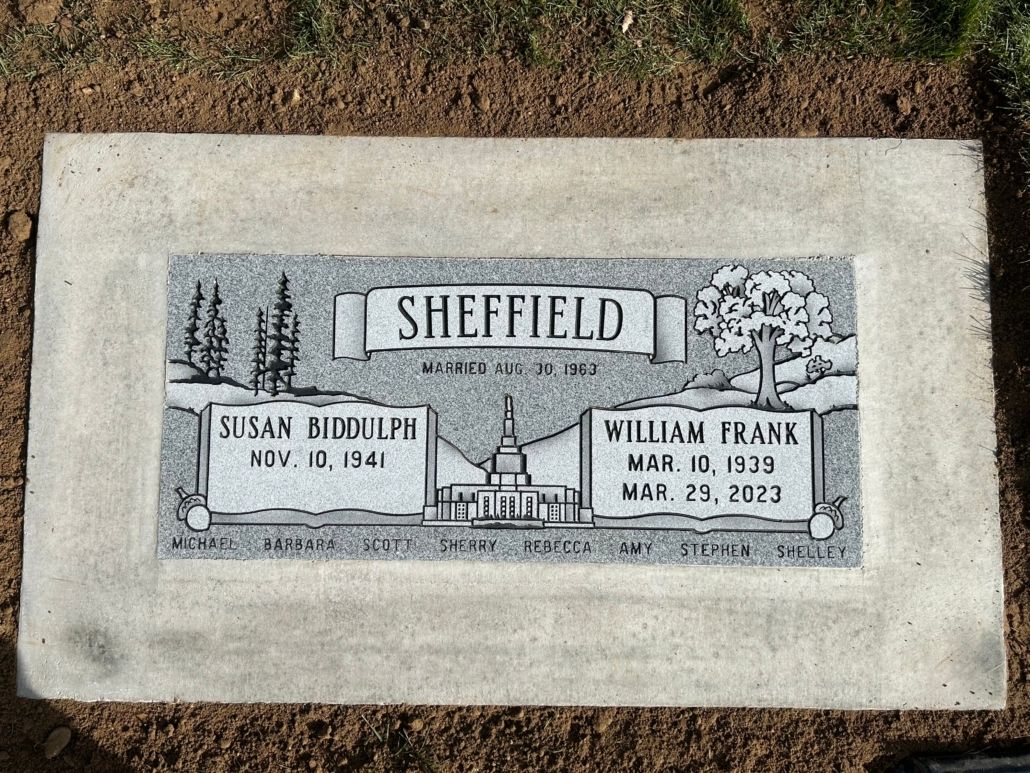 SHEFFIELD
MARRIED AUG. 30, 1963
SUSAN BIDDULPH
NOV. 10, 1941
WILLIAM FRANK
MAR. 10, 1939
MAR. 29, 2023
MICHAEL BARBARA SCOTT SHERRY REBECCA AMY STEPHEN SHELLEY